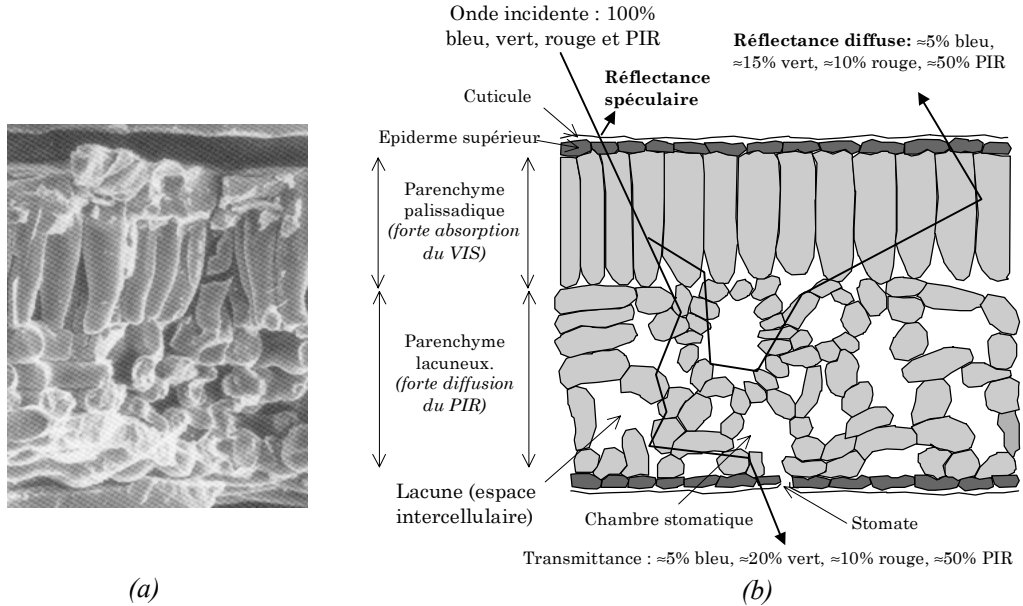 Onde incidente : 100%
bleu, vert, rouge et PIR
Réflectance diffuse: ≈5% bleu,
≈15% vert, ≈10% rouge, ≈50% PIR
Réflectance
spéculaire
Cuticule
Epiderme supérieur
Parenchyme
palissadique
(forte absorption
du VIS)
Parenchyme
lacuneux.
(forte diffusion
du PIR)
Lacune (espace
intercellulaire)
Chambre stomatique
Stomate
Transmittance : ≈5% bleu, ≈20% vert, ≈10% rouge, ≈50% PIR
(a)
(b)